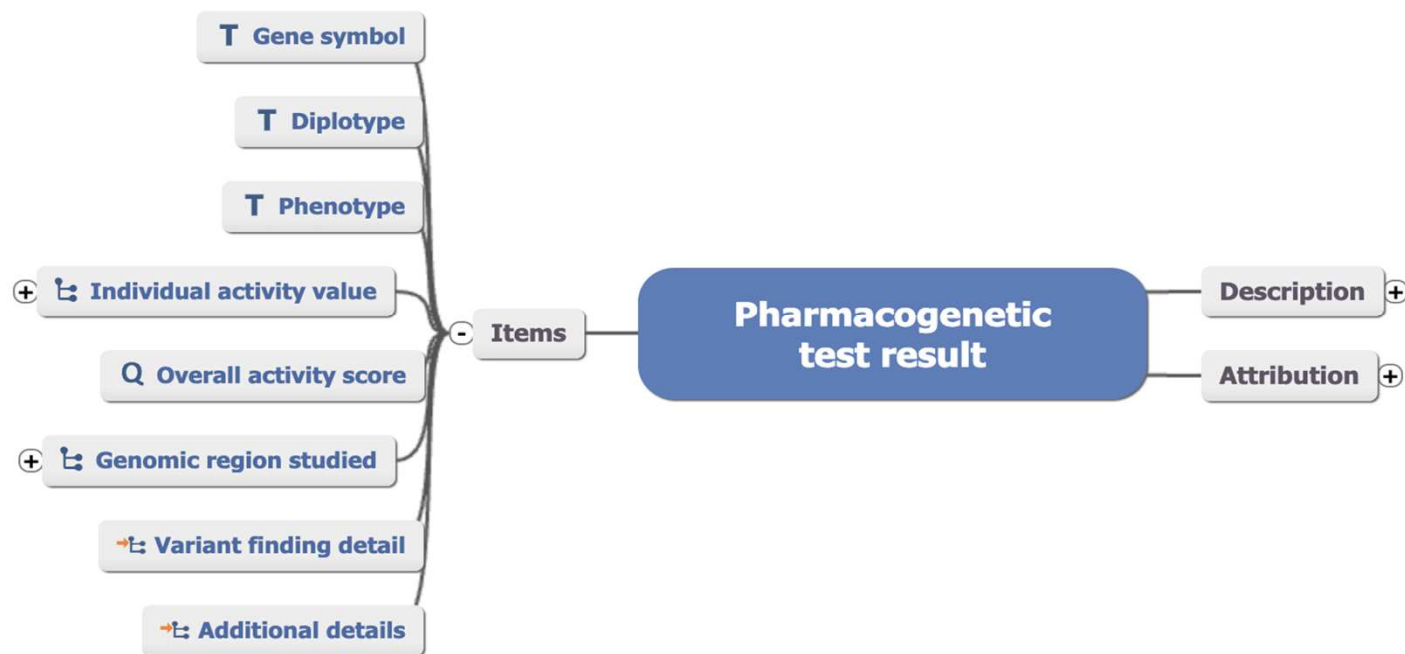 T Gene symbol
T Diplotype
T Phenotype
+ Individual activity value
Q Overall activity score
+ Genomic region studied
Variant finding detail
Additional details
- Items
Pharmacogenetic
test result
Description +
Attribution +